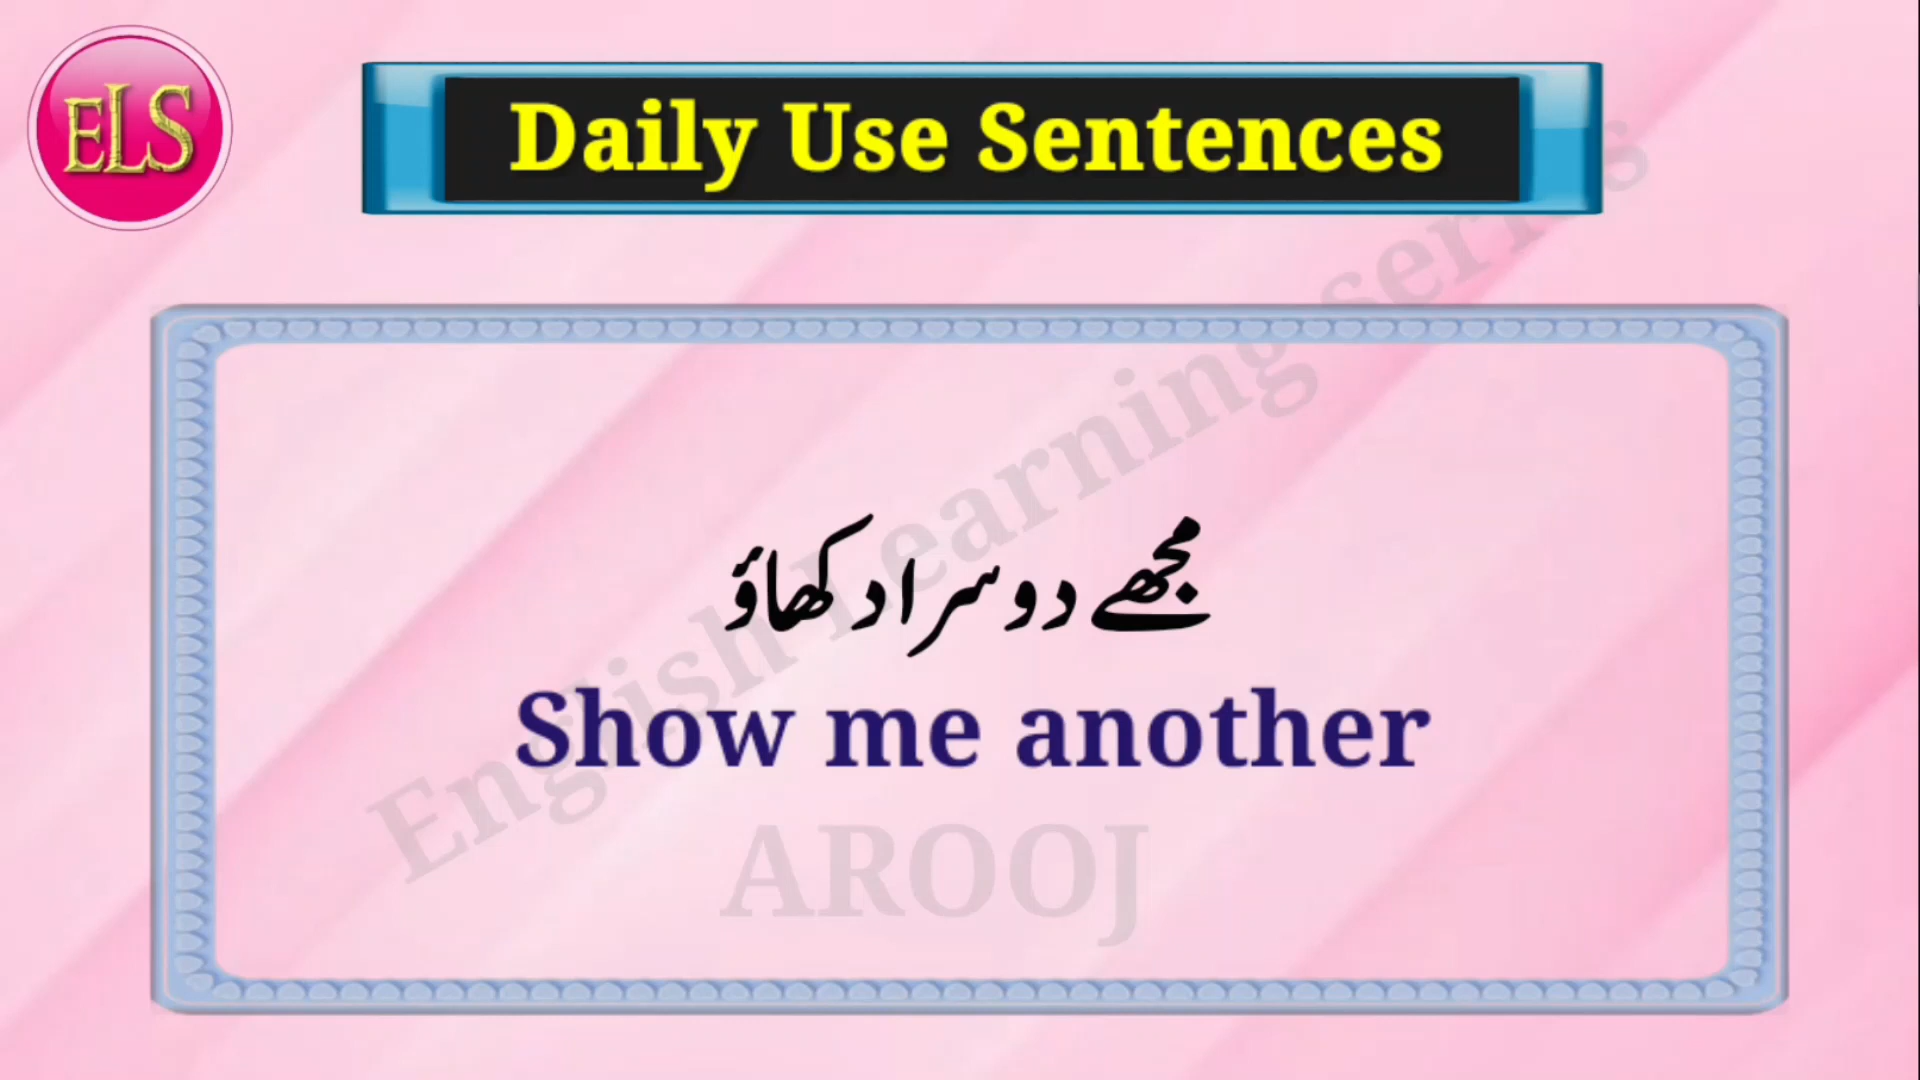 ELS
Daily Use Sentences
مجھے دوسرا دکھاؤ
Show me another
English Learning series
AROOJ